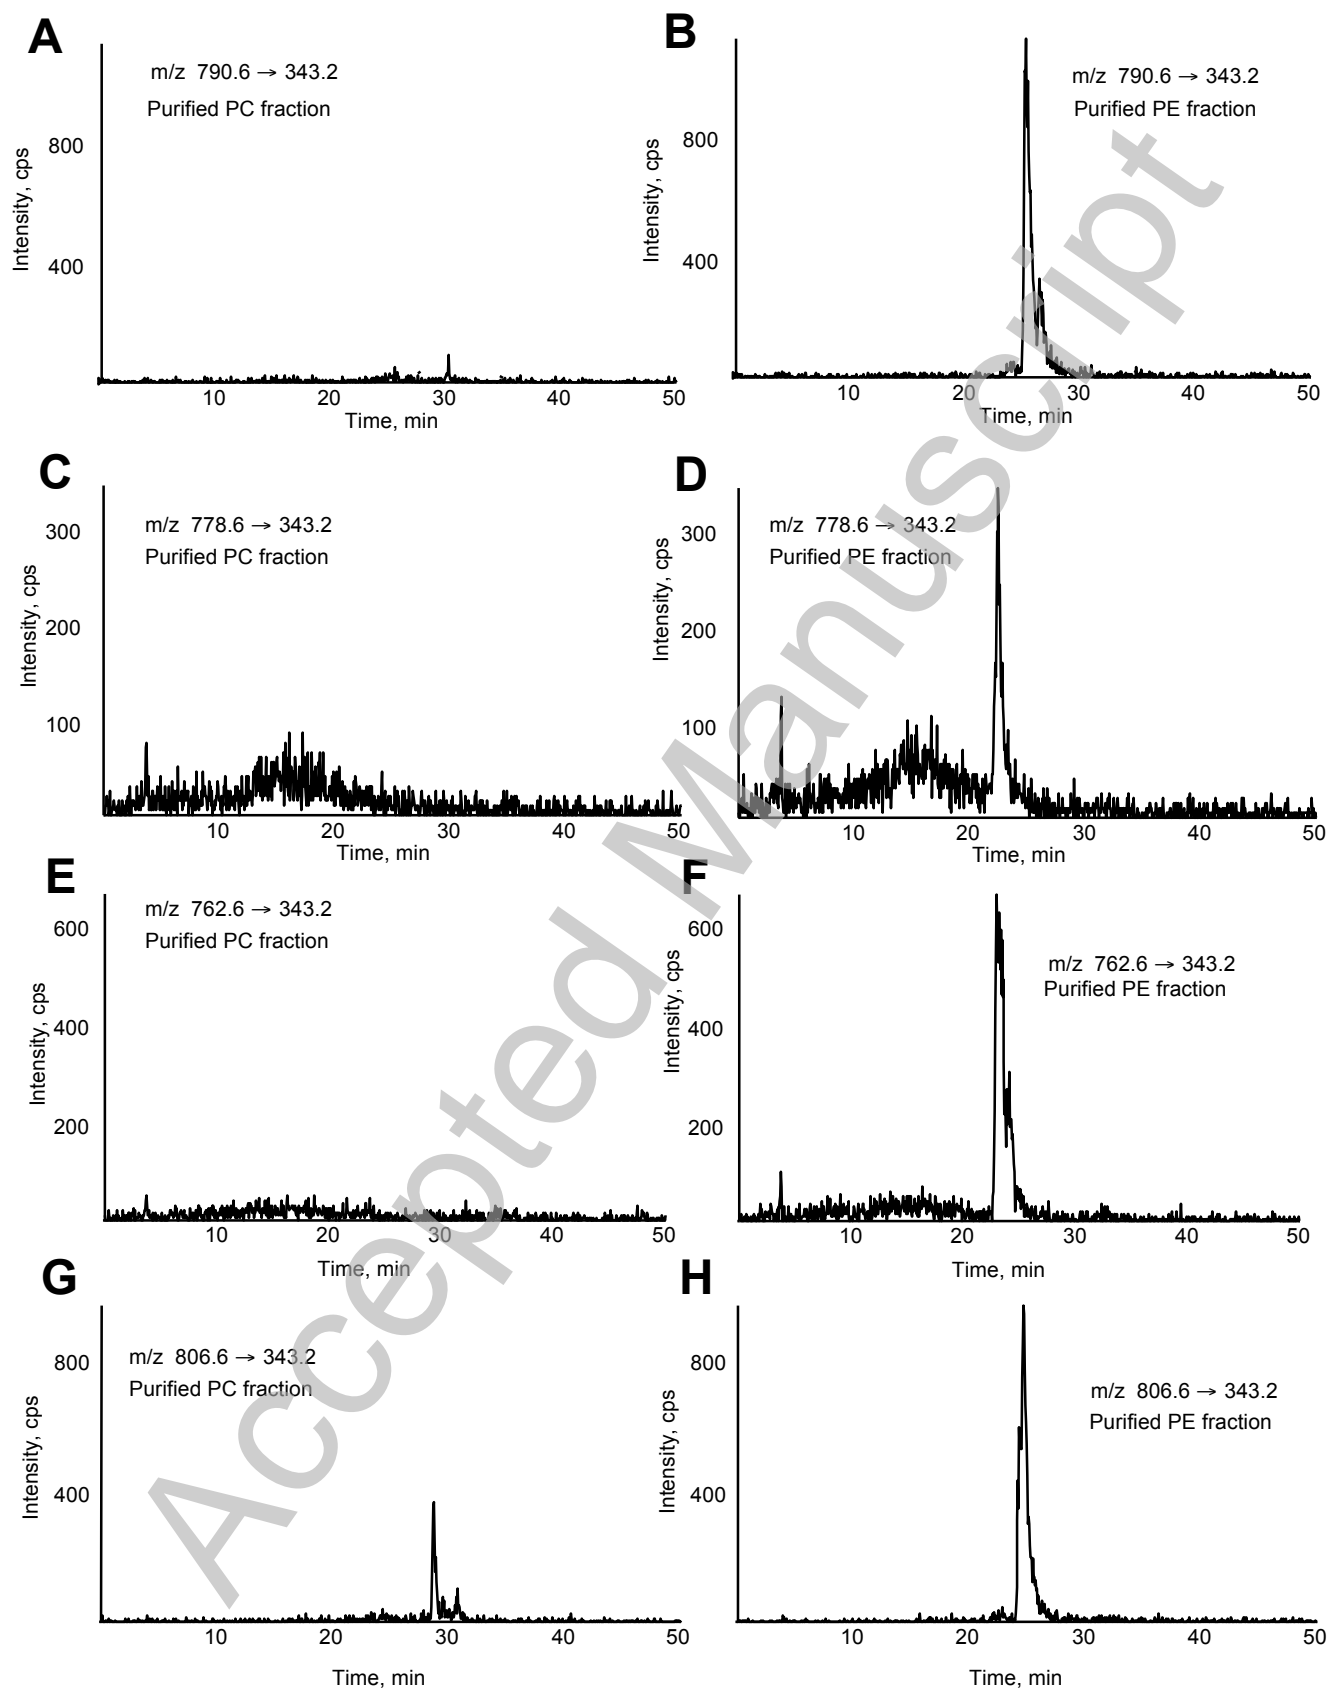 A
m/z 790.6 → 343.2
Purified PC fraction
800
400
Intensity, cps
10 20 30 40 50
Time, min
B
m/z 790.6 → 343.2
Purified PE fraction
800
400
Intensity, cps
10 20 30 40 50
Time, min
C
m/z 778.6 → 343.2
Purified PC fraction
300
200
100
Intensity, cps
10 20 30 40 50
Time, min
D
m/z 778.6 → 343.2
Purified PE fraction
300
200
100
Intensity, cps
10 20 30 40 50
Time, min
E
m/z 762.6 → 343.2
Purified PC fraction
600
400
200
Intensity, cps
10 20 30 40 50
Time, min
F
m/z 762.6 → 343.2
Purified PE fraction
600
400
200
Intensity, cps
10 20 30 40 50
Time, min
G
m/z 806.6 → 343.2
Purified PC fraction
800
400
Intensity, cps
10 20 30 40 50
Time, min
H
m/z 806.6 → 343.2
Purified PE fraction
800
400
Intensity, cps
10 20 30 40 50
Time, min
Accepted Manuscript